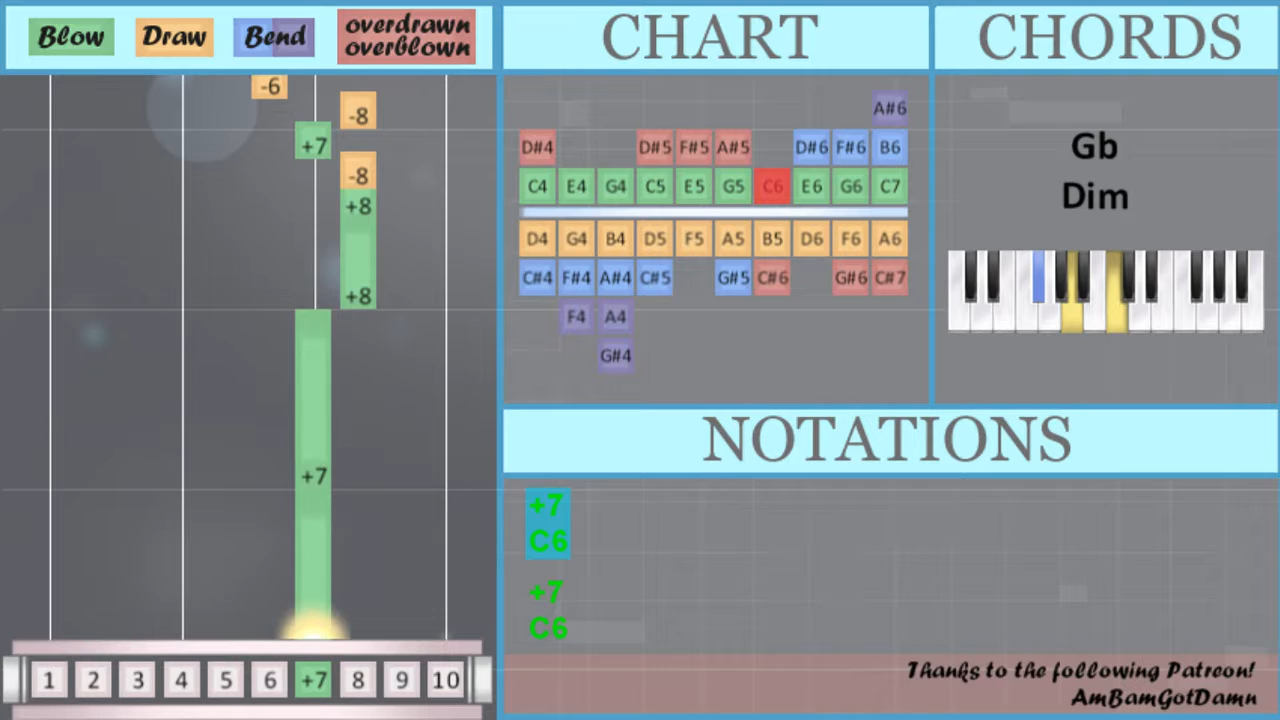 Blow Draw Bend overdrawn
overblown
CHART
CHORDS
-6
-8
+7
-8
+8
+8
+7
1 2 3 4 5 6 +7 8 9 10
A#6
D#4 D#5 F#5 A#5 D#6 F#6 B6
C4 E4 G4 C5 E5 G5 C6 E6 G6 C7
D4 G4 B4 D5 F5 A5 B5 D6 F6 A6
C#4 F#4 A#4 C#5 G#5 C#6 G#6 C#7
F4 A4
G#4
Gb
Dim
NOTATIONS
+7
C6
+7
C6
Thanks to the following Patreon!
AmBamGotDamn